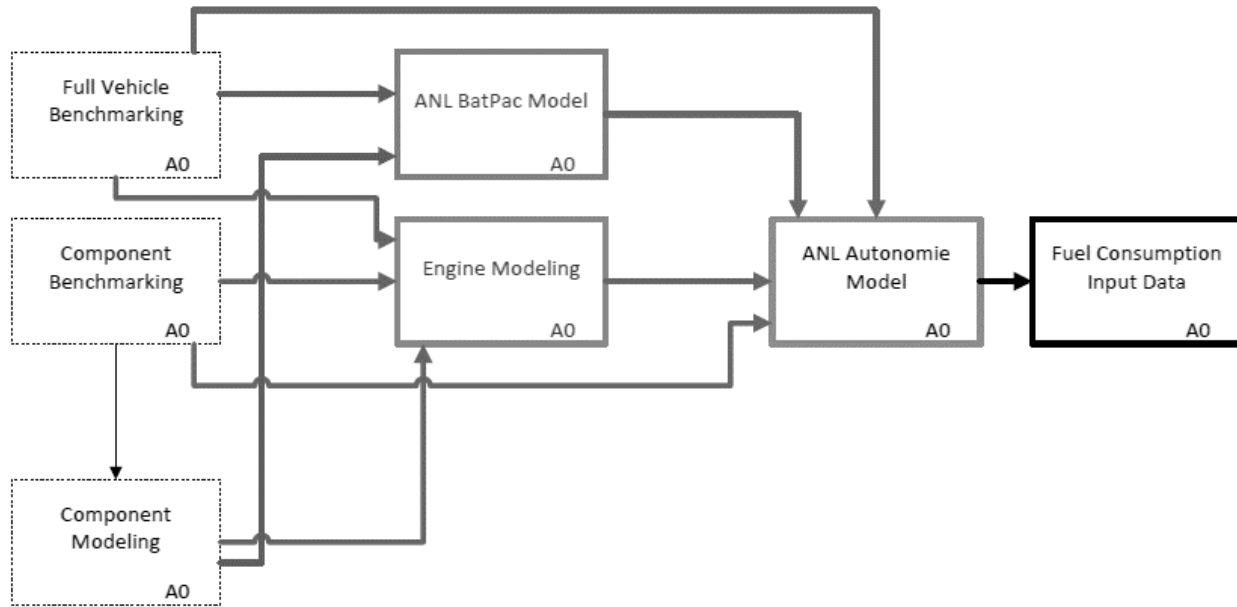 Full Vehicle
Benchmarking
A0
ANL BatPac Model
A0
Component
Benchmarking
A0
Engine Modeling
A0
ANL Autonomie
Model
A0
Fuel Consumption
Input Data
A0
Component
Modeling
A0